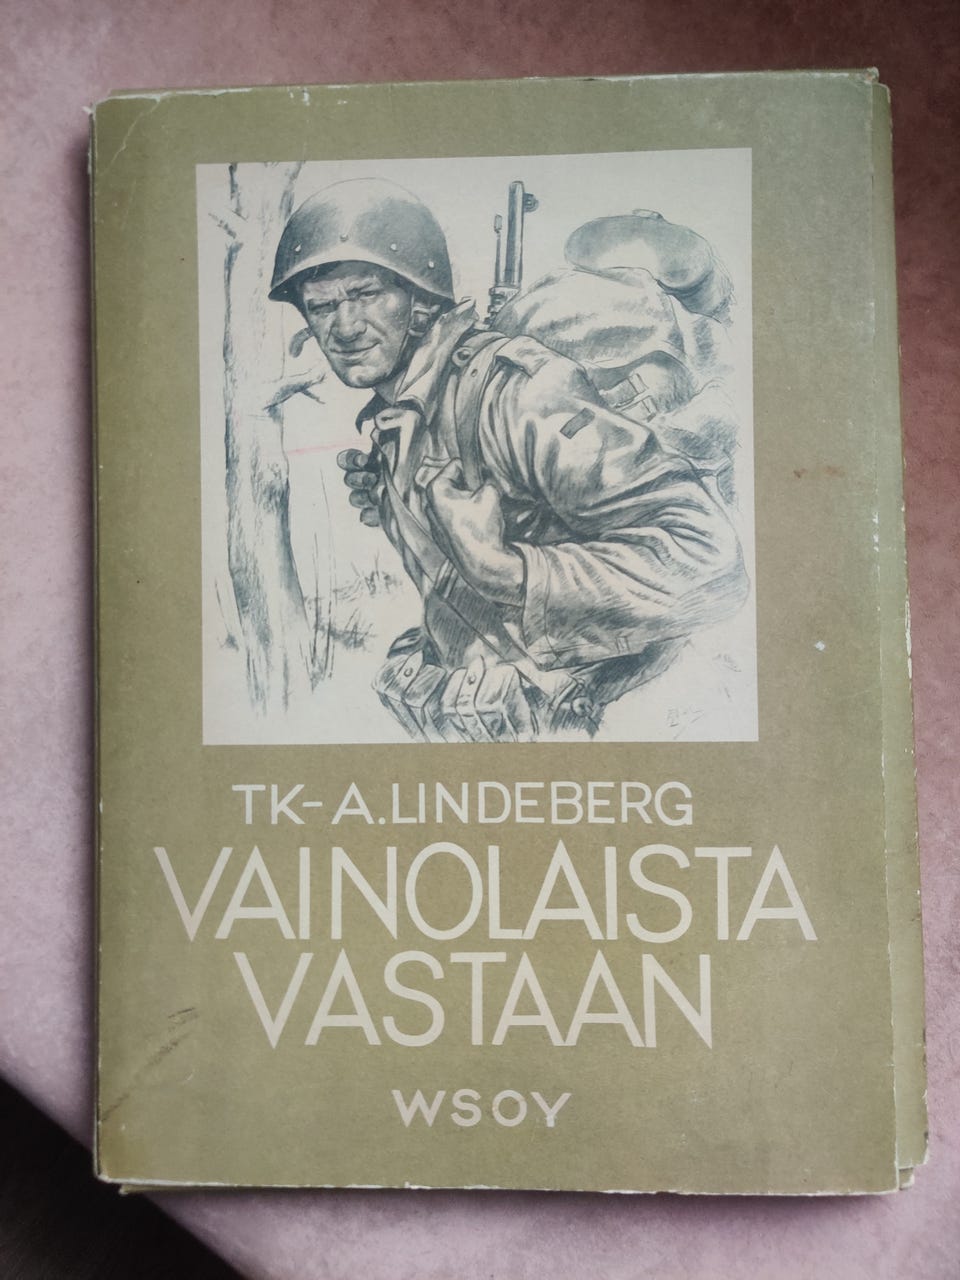 TK-A.LINDEBERG
VAINOLAISTA
VASTAAN
WSOY